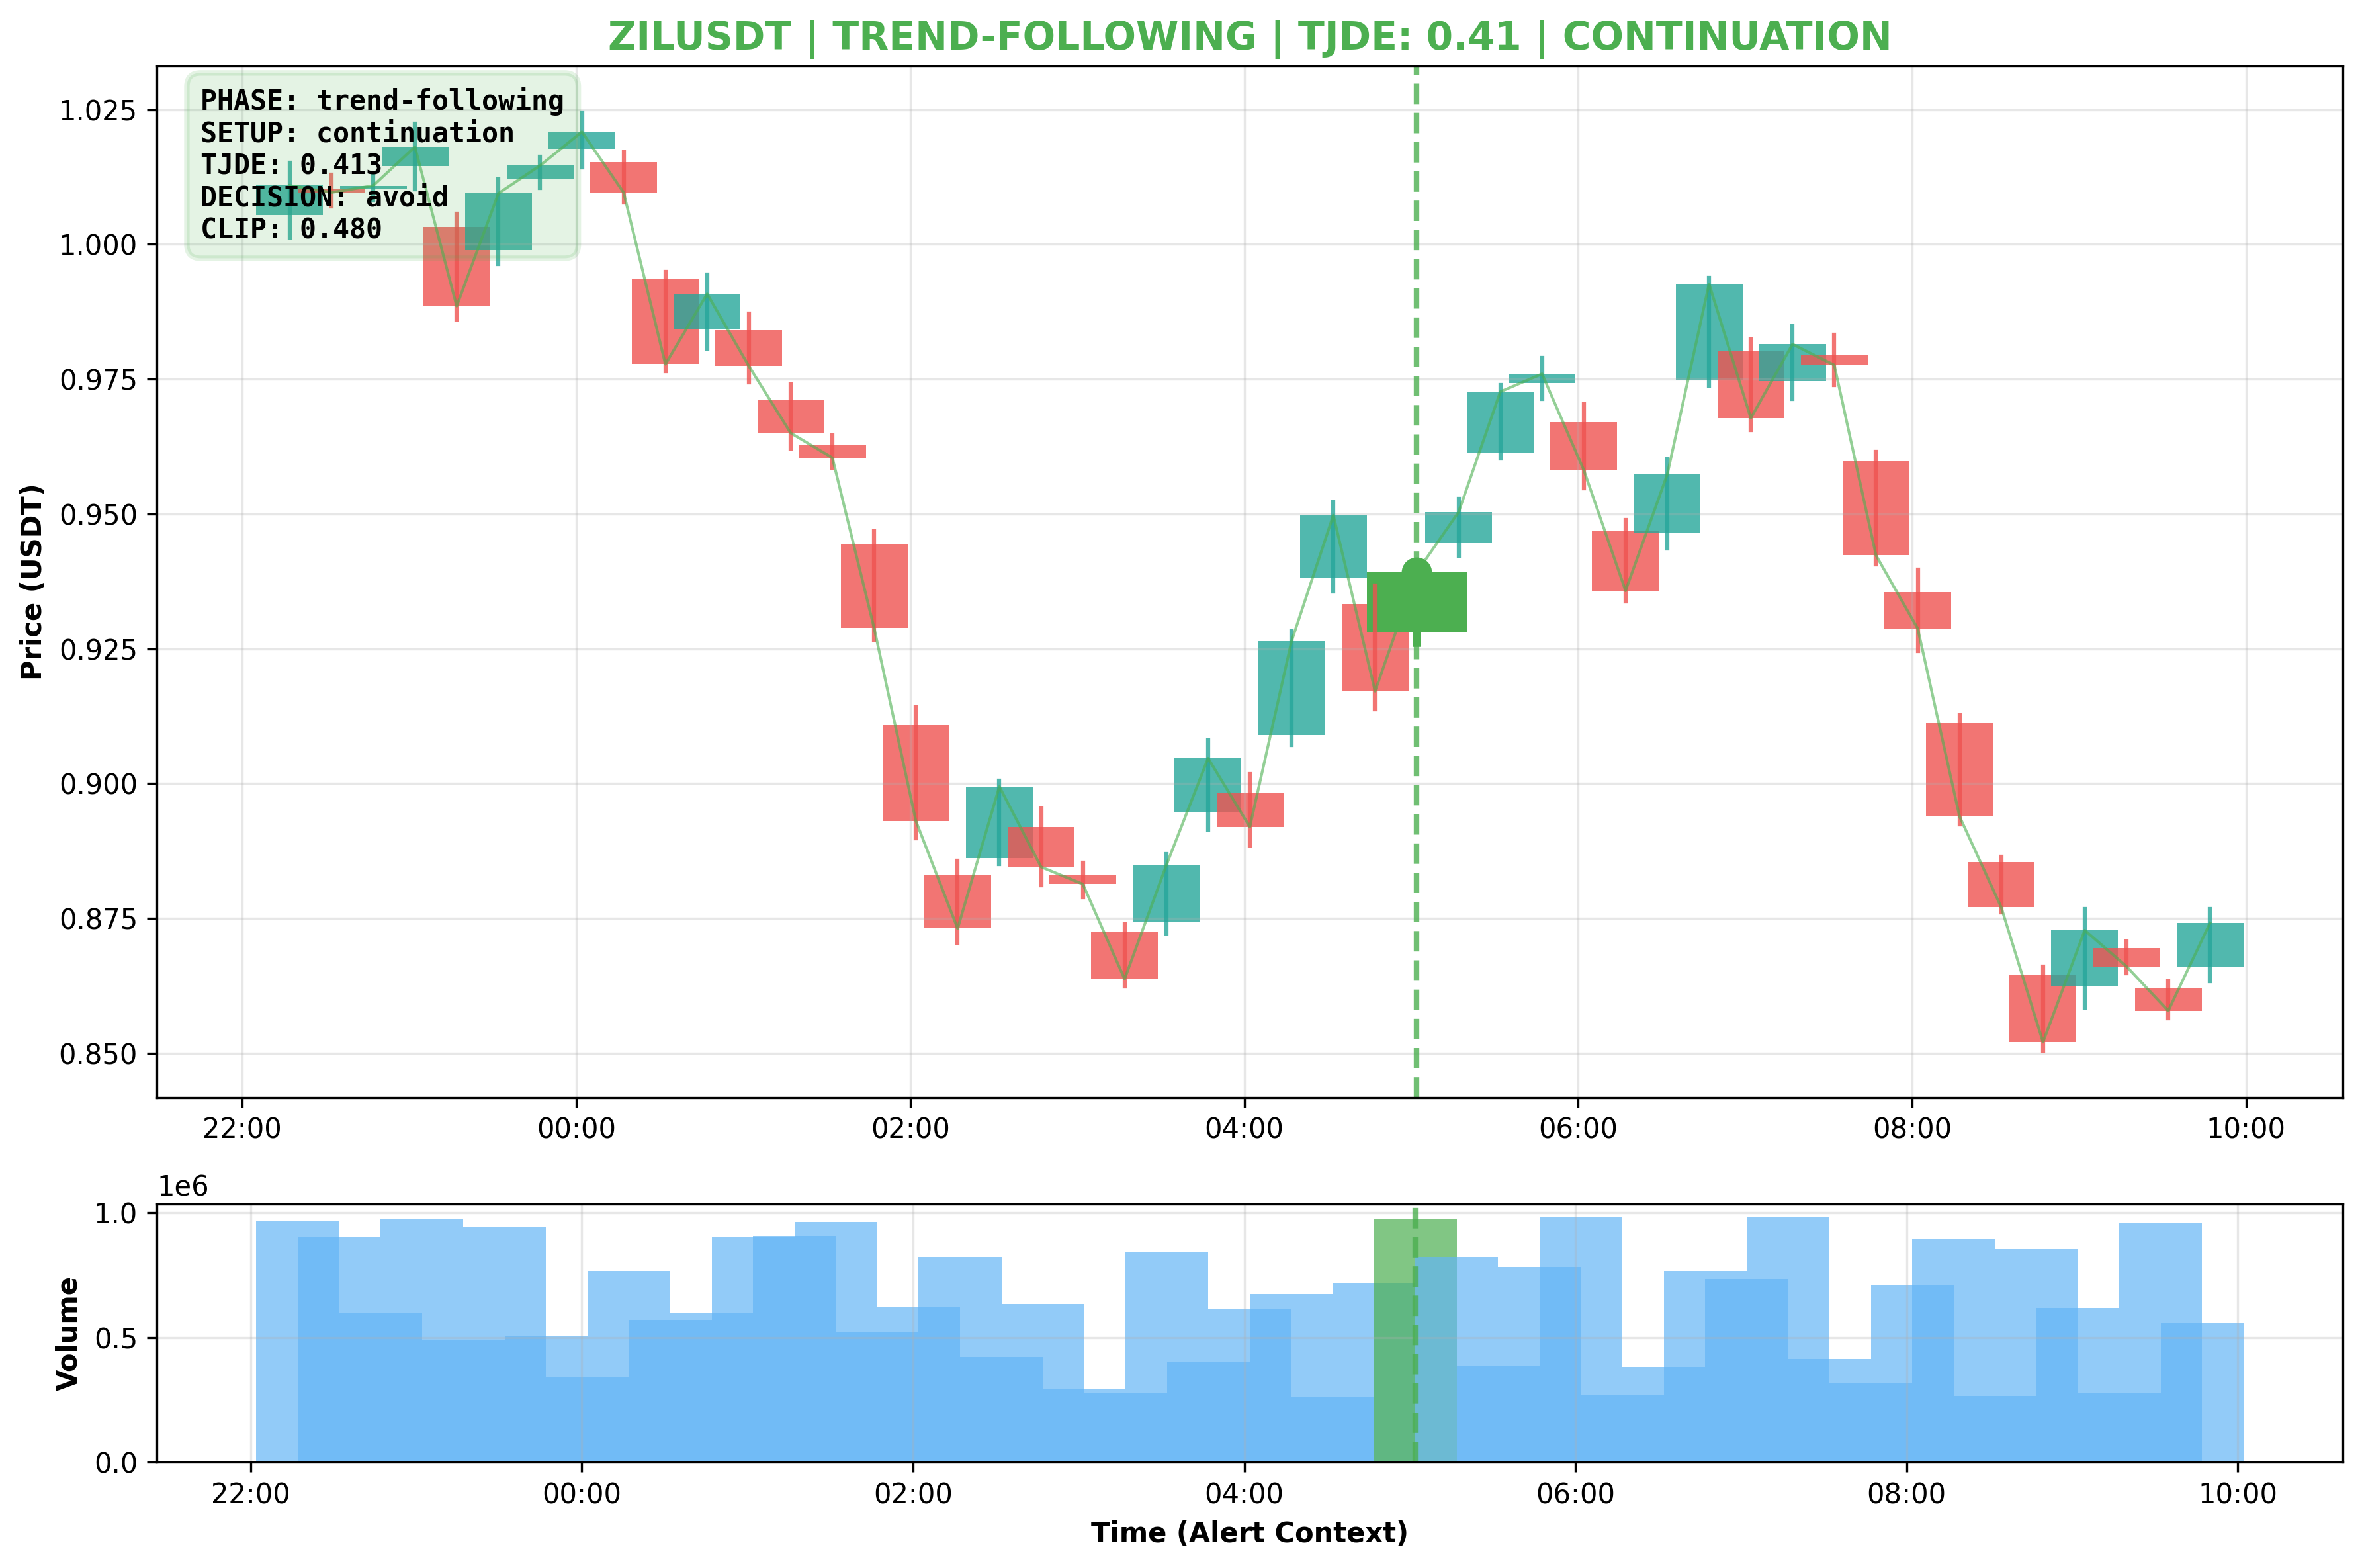 ZILUSDT | TREND-FOLLOWING | TJDE: 0.41 | CONTINUATION
PHASE: trend-following
SETUP: continuation
TJDE: 0.413
DECISION: avoid
CLIP: 0.480
Price (USDT)
1.025
1.000
0.975
0.950
0.925
0.900
0.875
0.850
22:00 00:00 02:00 04:00 06:00 08:00 10:00
1e6
Volume
1.0
0.5
0.0
22:00 00:00 02:00 04:00 06:00 08:00 10:00
Time (Alert Context)